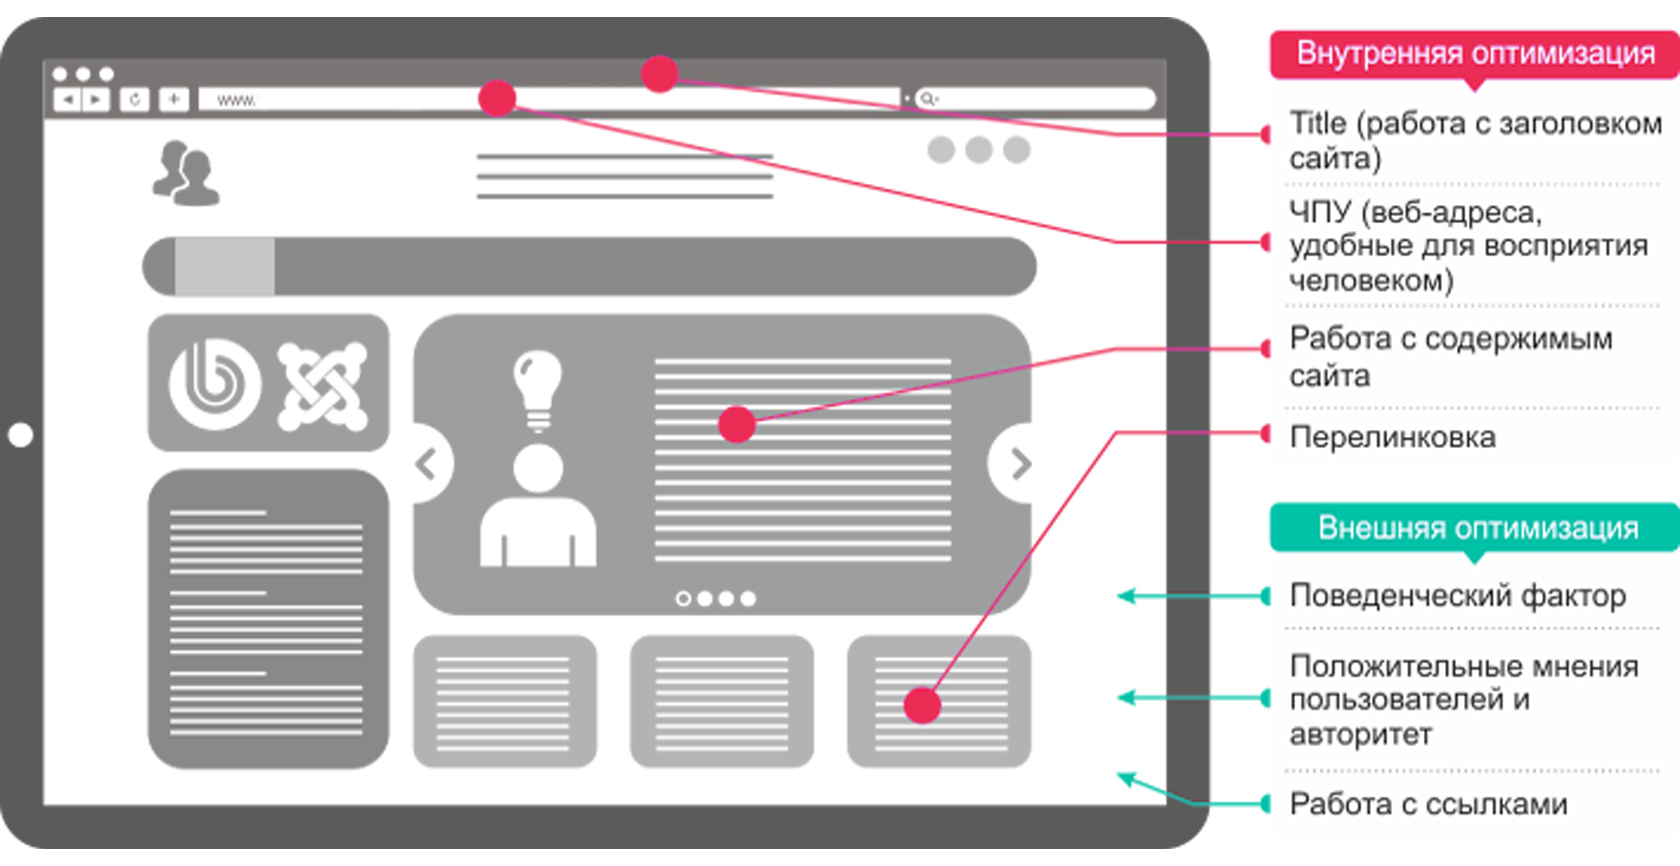 www.
Внутренняя оптимизация
Title (работа с заголовком
сайта)
ЧПУ (веб-адреса,
удобные для восприятия
человеком)
Работа с содержимым
сайта
Перелинковка
Внешняя оптимизация
Поведенческий фактор
Положительные мнения
пользователей и
авторитет
Работа с ссылками